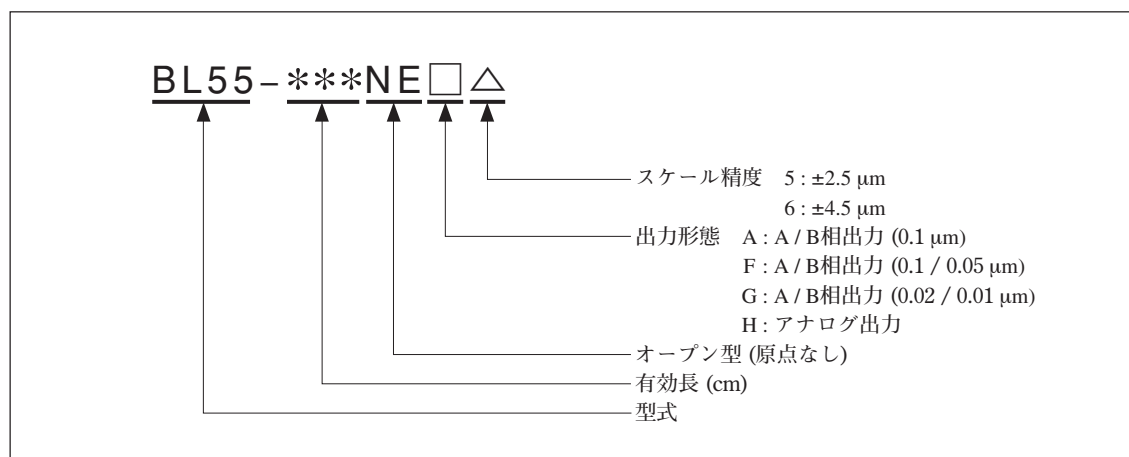 BL55-***NE□△
スケール精度 5 : ±2.5 µm
6 : ±4.5 µm
出力形態 A : A / B相出力 (0.1 µm)
F : A / B相出力 (0.1 / 0.05 µm)
G : A / B相出力 (0.02 / 0.01 µm)
H : アナログ出力
オープン型 (原点なし)
有効長 (cm)
型式